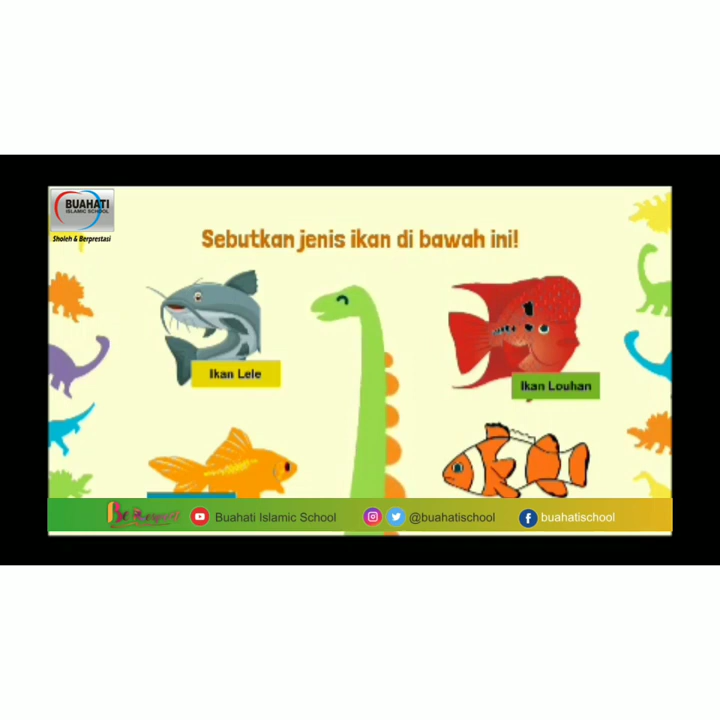 BUAHATI
ISLAMIC SCHOOL
Sholeh & Berprestasi
Sebutkan jenis ikan di bawah ini!
Ikan Lele
Ikan Louhan
Buahati Islamic School
@buahatischool
buahatischool